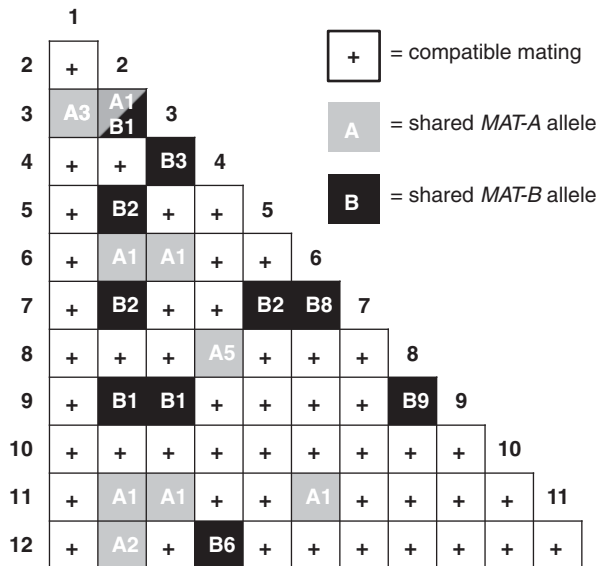 1
+ = compatible mating
2 + 2
3 A3 A1 B1 3
A = shared MAT-A allele
4 + + B3 4
B = shared MAT-B allele
5 + B2 + + 5
6 + A1 A1 + + 6
7 + B2 + + B2 B8 7
8 + + + A5 + + + 8
9 + B1 B1 + + + + B9 9
10 + + + + + + + + + 10
11 + A1 A1 + + A1 + + + + 11
12 + A2 + B6 + + + + + + +